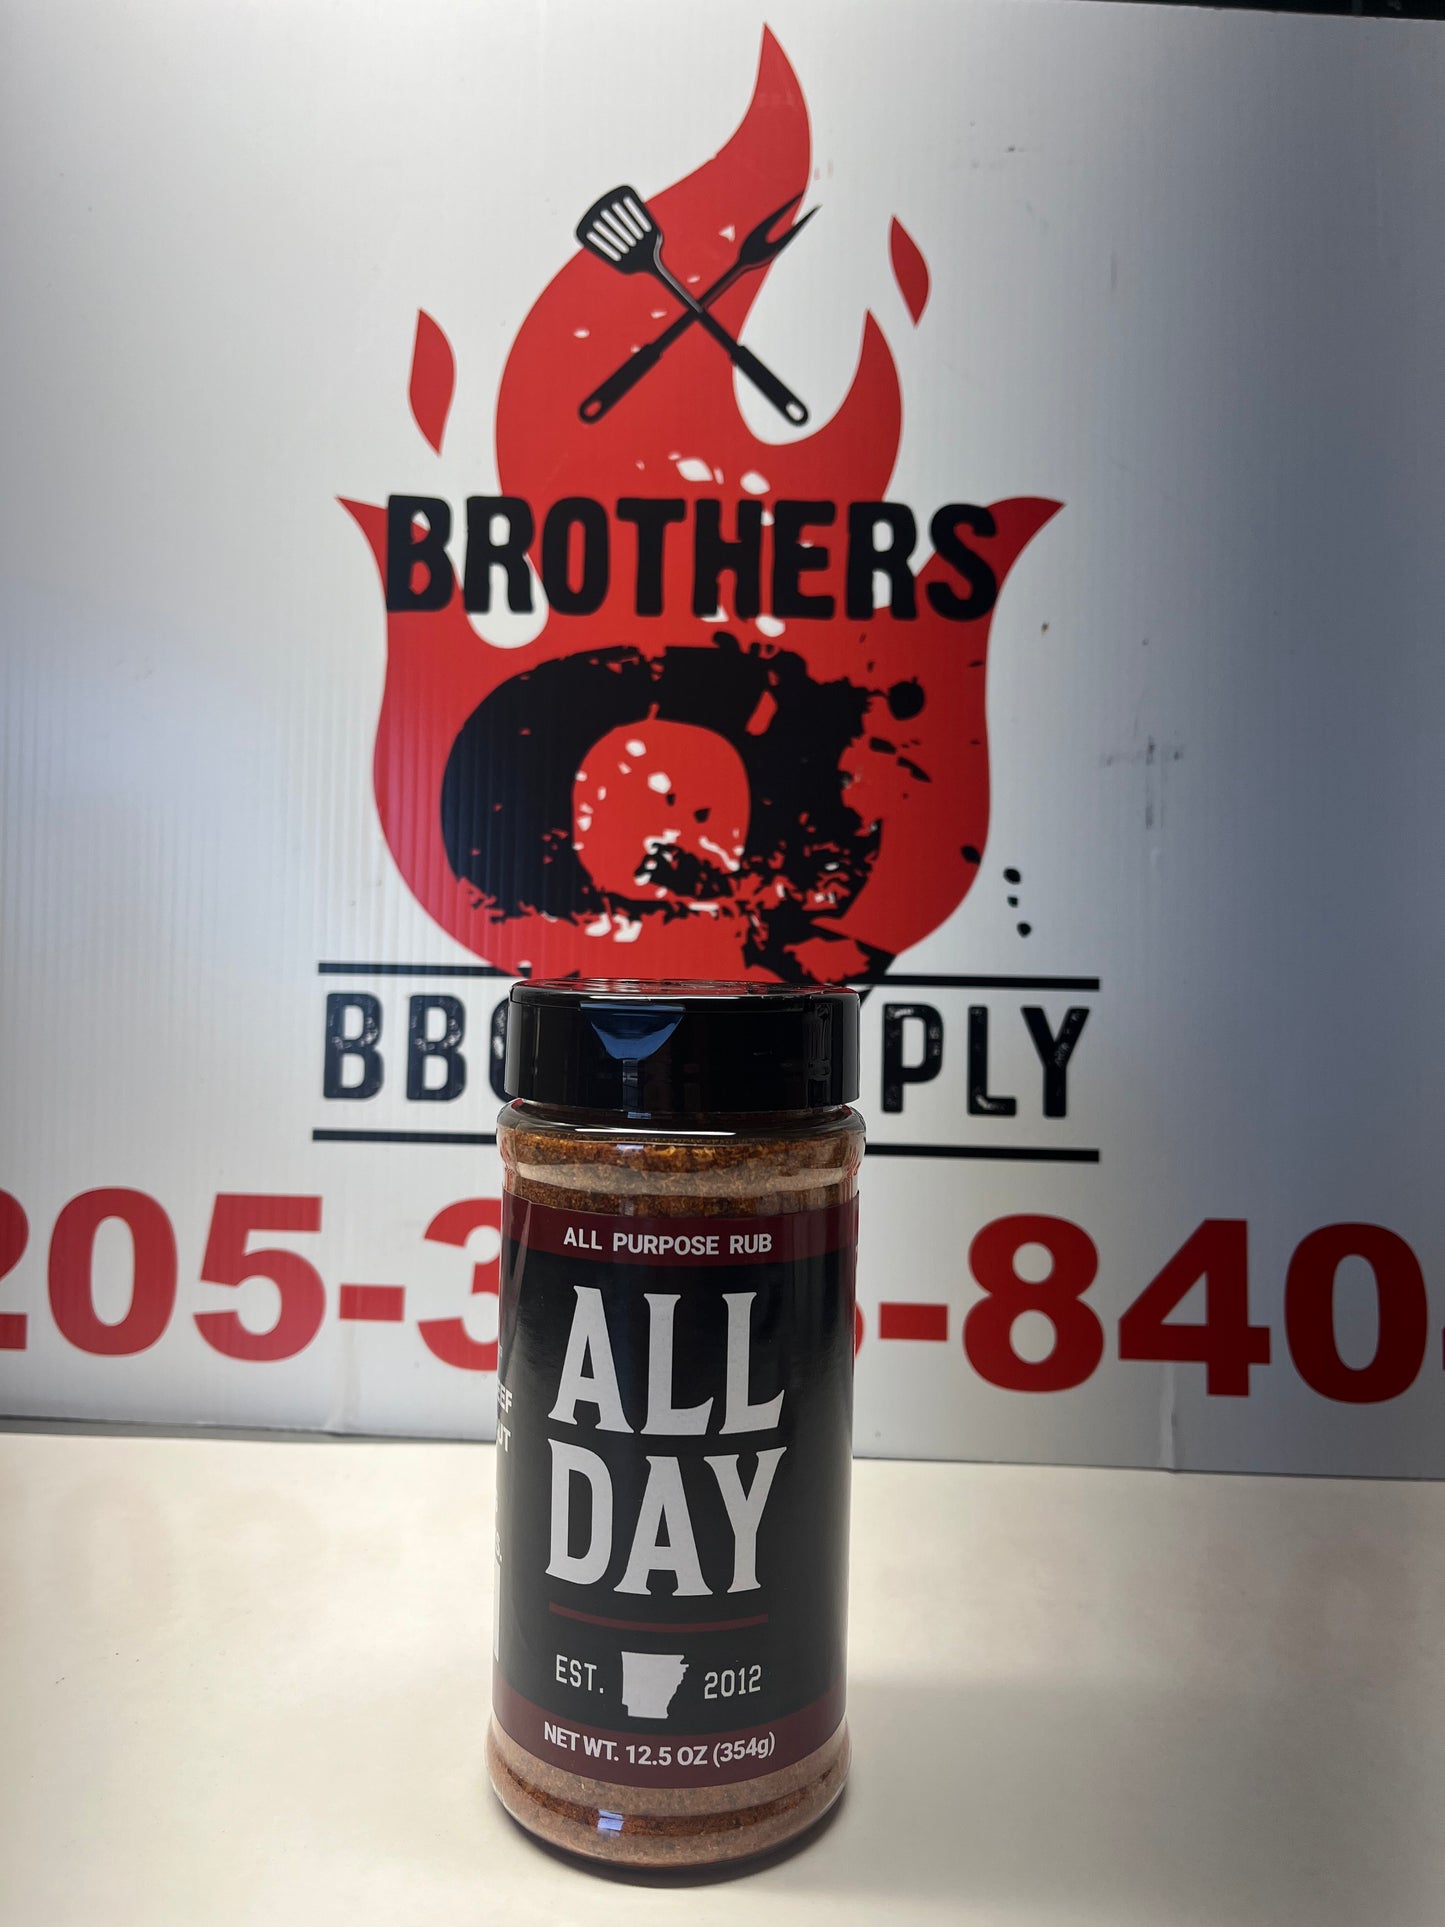 BROTHERS
Q
BBQ PLY
205-3 -840
ALL PURPOSE RUB
ALL
DAY
EST. 2012
NET WT. 12.5 OZ (354g)